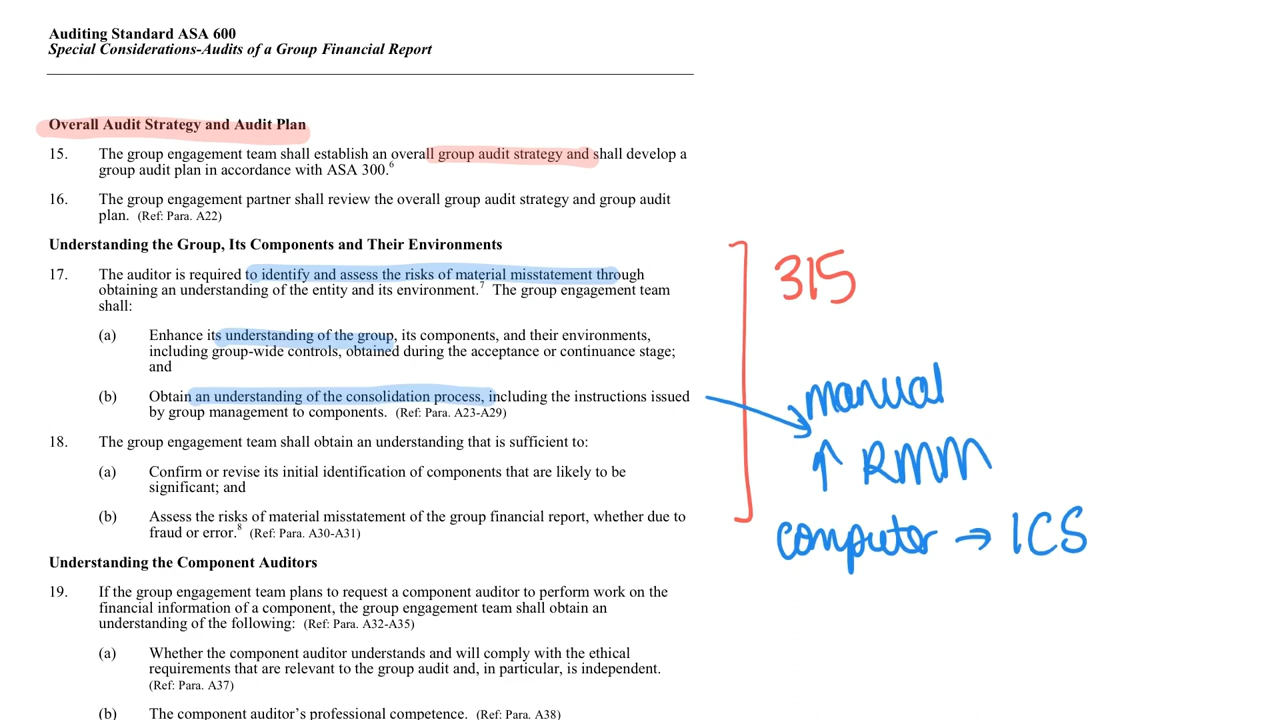 Auditing Standard ASA 600
Special Considerations-Audits of a Group Financial Report
Overall Audit Strategy and Audit Plan
15. The group engagement team shall establish an overall group audit strategy and shall develop a
group audit plan in accordance with ASA 300.6
16. The group engagement partner shall review the overall group audit strategy and group audit
plan. (Ref: Para. A22)
Understanding the Group, Its Components and Their Environments
17. The auditor is required to identify and assess the risks of material misstatement through
obtaining an understanding of the entity and its environment.7 The group engagement team
shall:
(a) Enhance its understanding of the group, its components, and their environments,
including group-wide controls, obtained during the acceptance or continuance stage;
and
(b) Obtain an understanding of the consolidation process, including the instructions issued
by group management to components. (Ref: Para. A23-A29)
18. The group engagement team shall obtain an understanding that is sufficient to:
(a) Confirm or revise its initial identification of components that are likely to be
significant; and
(b) Assess the risks of material misstatement of the group financial report, whether due to
fraud or error.8 (Ref: Para. A30-A31)
Understanding the Component Auditors
19. If the group engagement team plans to request a component auditor to perform work on the
financial information of a component, the group engagement team shall obtain an
understanding of the following: (Ref: Para. A32-A35)
(a) Whether the component auditor understands and will comply with the ethical
requirements that are relevant to the group audit and, in particular, is independent.
(Ref: Para. A37)
(b) The component auditor's professional competence. (Ref: Para. A38)
315
manual
↑ RMM
computer → ICS